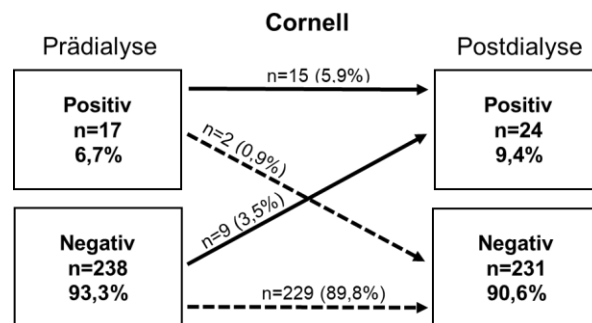 Cornell
Prädialyse
Postdialyse
n=15 (5.9%)
Positiv
n=17
6,7%
Positiv
n=24
9,4%
n=2 (0,9%)
n=9 (3,5%)
Negativ
n=238
93,3%
Negativ
n=231
90,6%
n=229 (89,8%)